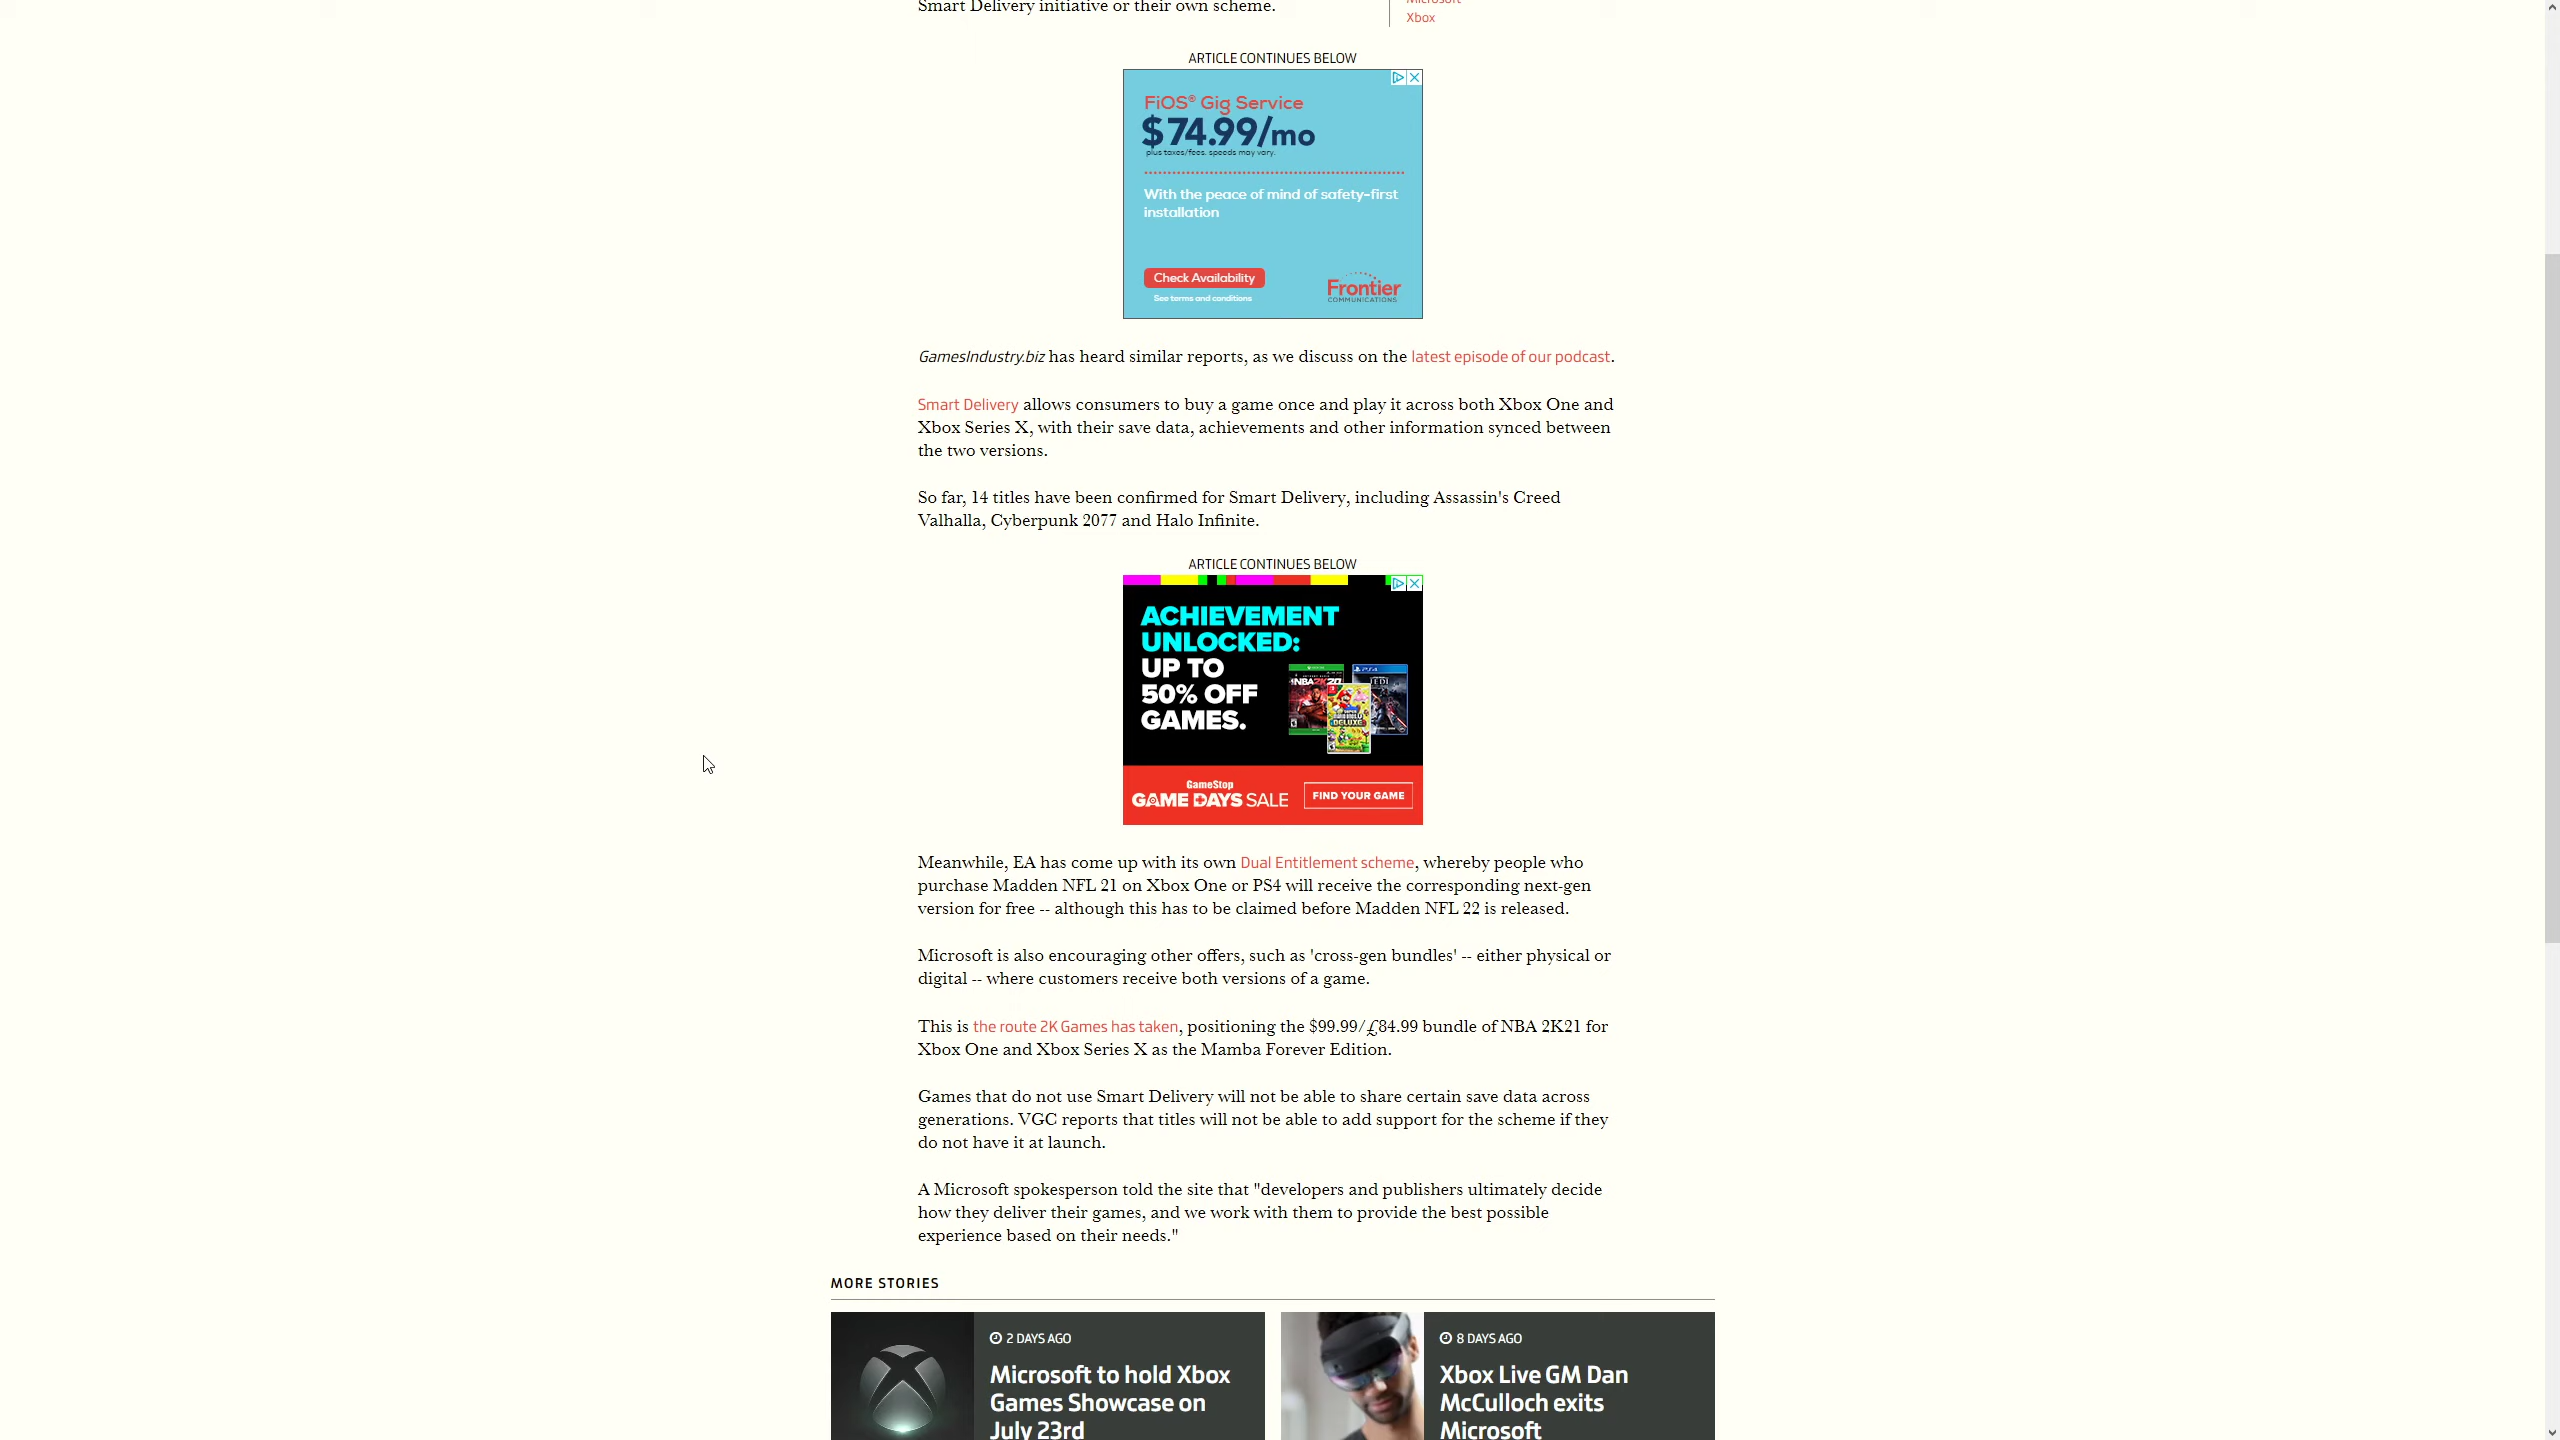 Smart Delivery initiative or their own scheme.
Microsoft
Xbox
ARTICLE CONTINUES BELOW
FiOS® Gig Service
$74.99/mo
plus taxes/fees. speeds may vary.
With the peace of mind of safety-first
installation
Check Availability
See terms and conditions
Frontier
COMMUNICATIONS
GamesIndustry.biz has heard similar reports, as we discuss on the latest episode of our podcast.
Smart Delivery allows consumers to buy a game once and play it across both Xbox One and
Xbox Series X, with their save data, achievements and other information synced between
the two versions.
So far, 14 titles have been confirmed for Smart Delivery, including Assassin's Creed
Valhalla, Cyberpunk 2077 and Halo Infinite.
ARTICLE CONTINUES BELOW
ACHIEVEMENT
UNLOCKED:
UP TO
50% OFF
GAMES.
NBA 2K20
PS4
JEDI
DELUXE
GameStop
GAME DAYS SALE
FIND YOUR GAME
Meanwhile, EA has come up with its own Dual Entitlement scheme, whereby people who
purchase Madden NFL 21 on Xbox One or PS4 will receive the corresponding next-gen
version for free -- although this has to be claimed before Madden NFL 22 is released.
Microsoft is also encouraging other offers, such as 'cross-gen bundles' -- either physical or
digital -- where customers receive both versions of a game.
This is the route 2K Games has taken, positioning the $99.99/£84.99 bundle of NBA 2K21 for
Xbox One and Xbox Series X as the Mamba Forever Edition.
Games that do not use Smart Delivery will not be able to share certain save data across
generations. VGC reports that titles will not be able to add support for the scheme if they
do not have it at launch.
A Microsoft spokesperson told the site that "developers and publishers ultimately decide
how they deliver their games, and we work with them to provide the best possible
experience based on their needs."
MORE STORIES
2 DAYS AGO
Microsoft to hold Xbox
Games Showcase on
July 23rd
8 DAYS AGO
Xbox Live GM Dan
McCulloch exits
Microsoft